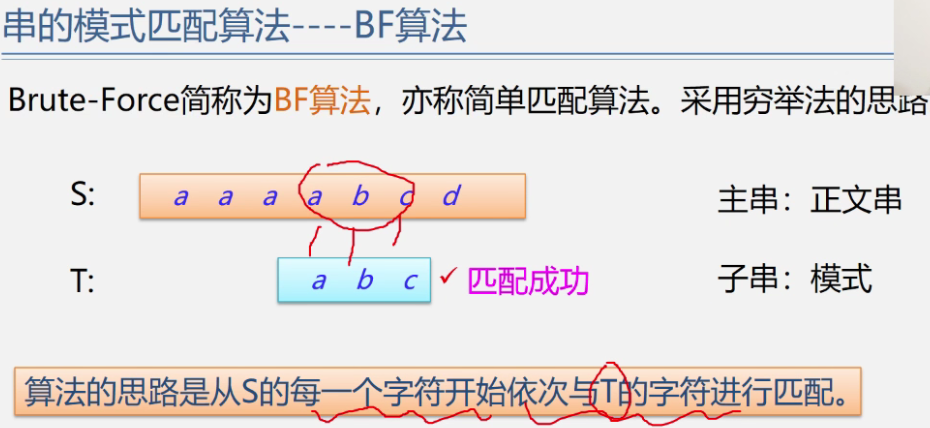 串的模式匹配算法----BF算法
Brute-Force简称为BF算法，亦称简单匹配算法。采用穷举法的思路
S: a a a a b c d 主串：正文串
T: a b c ✓匹配成功 子串：模式
算法的思路是从S的每一个字符开始依次与T的字符进行匹配。